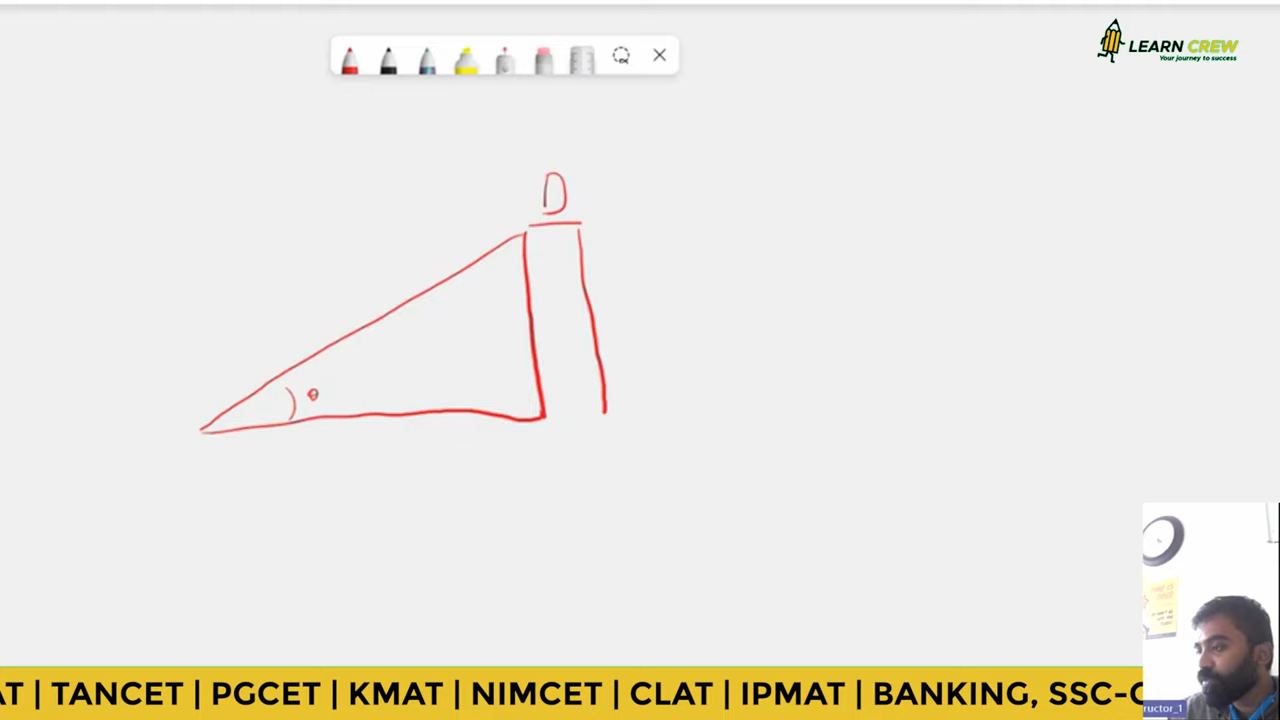 LEARN CREW
Your journey to success
D
θ
AT | TANCET | PGCET | KMAT | NIMCET | CLAT | IPMAT | BANKING, SSC-C
ructor_1